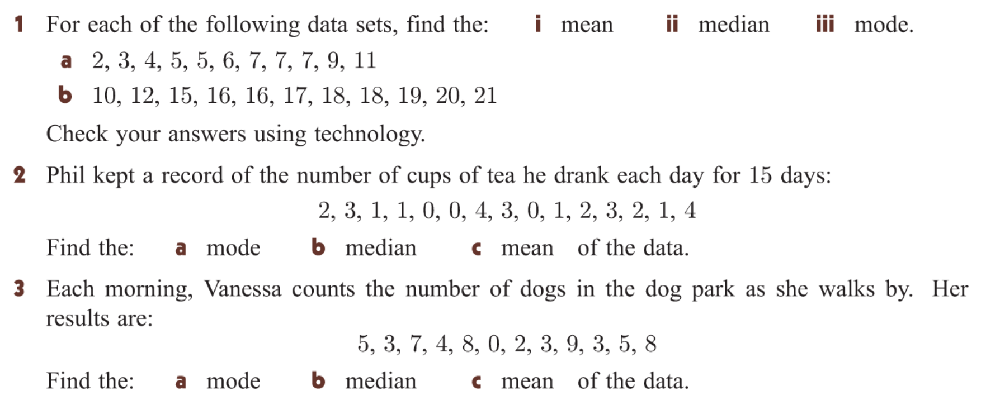 1 For each of the following data sets, find the: i mean ii median iii mode.
a 2, 3, 4, 5, 5, 6, 7, 7, 7, 9, 11
b 10, 12, 15, 16, 16, 17, 18, 18, 19, 20, 21
Check your answers using technology.
2 Phil kept a record of the number of cups of tea he drank each day for 15 days:
2, 3, 1, 1, 0, 0, 4, 3, 0, 1, 2, 3, 2, 1, 4
Find the: a mode b median c mean of the data.
3 Each morning, Vanessa counts the number of dogs in the dog park as she walks by. Her
results are:
5, 3, 7, 4, 8, 0, 2, 3, 9, 3, 5, 8
Find the: a mode b median c mean of the data.